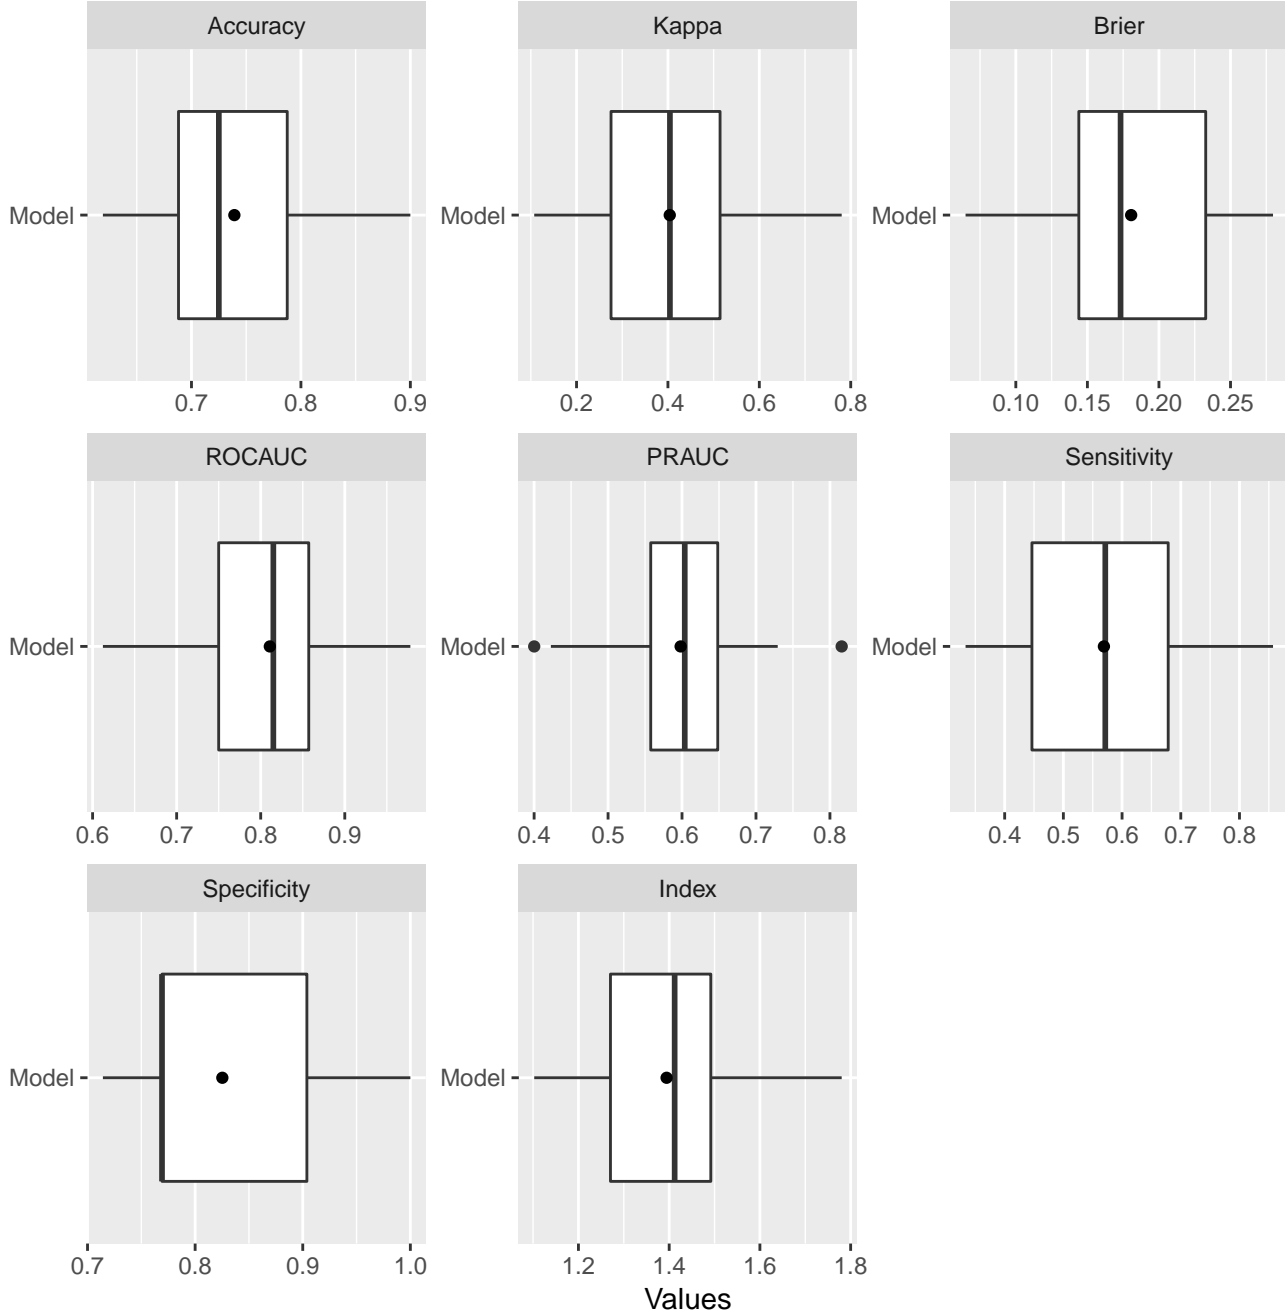 Accuracy Kappa Brier
Model Model Model
0.7 0.8 0.9 0.2 0.4 0.6 0.8 0.10 0.15 0.20 0.25
ROCAUC PRAUC Sensitivity
Model Model Model
0.6 0.7 0.8 0.9 0.4 0.5 0.6 0.7 0.8 0.4 0.5 0.6 0.7 0.8
Specificity Index
Model Model
0.7 0.8 0.9 1.0 1.2 1.4 1.6 1.8
Values